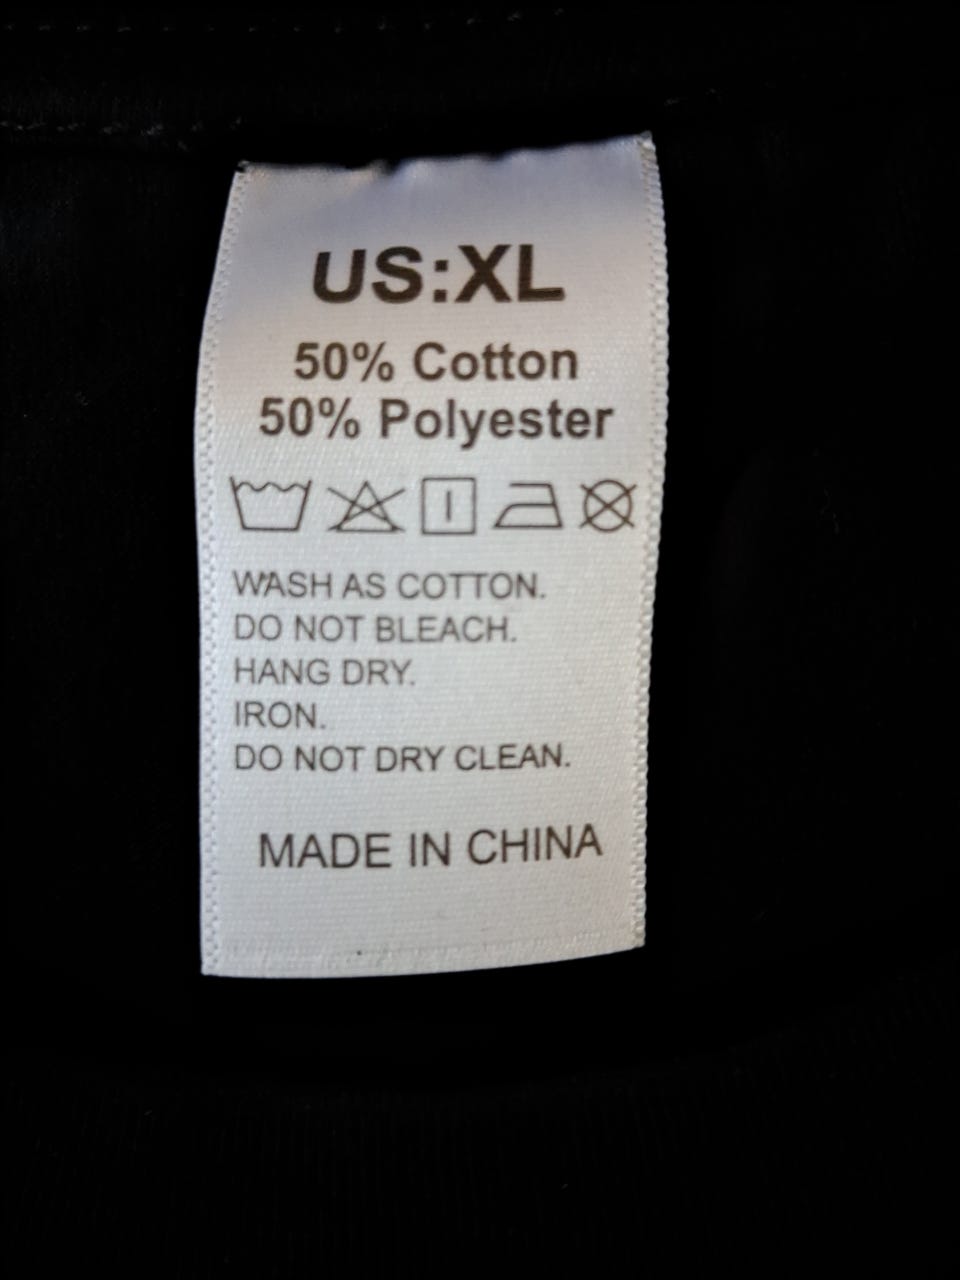 US:XL
50% Cotton
50% Polyester
WASH AS COTTON.
DO NOT BLEACH.
HANG DRY.
IRON.
DO NOT DRY CLEAN.
MADE IN CHINA